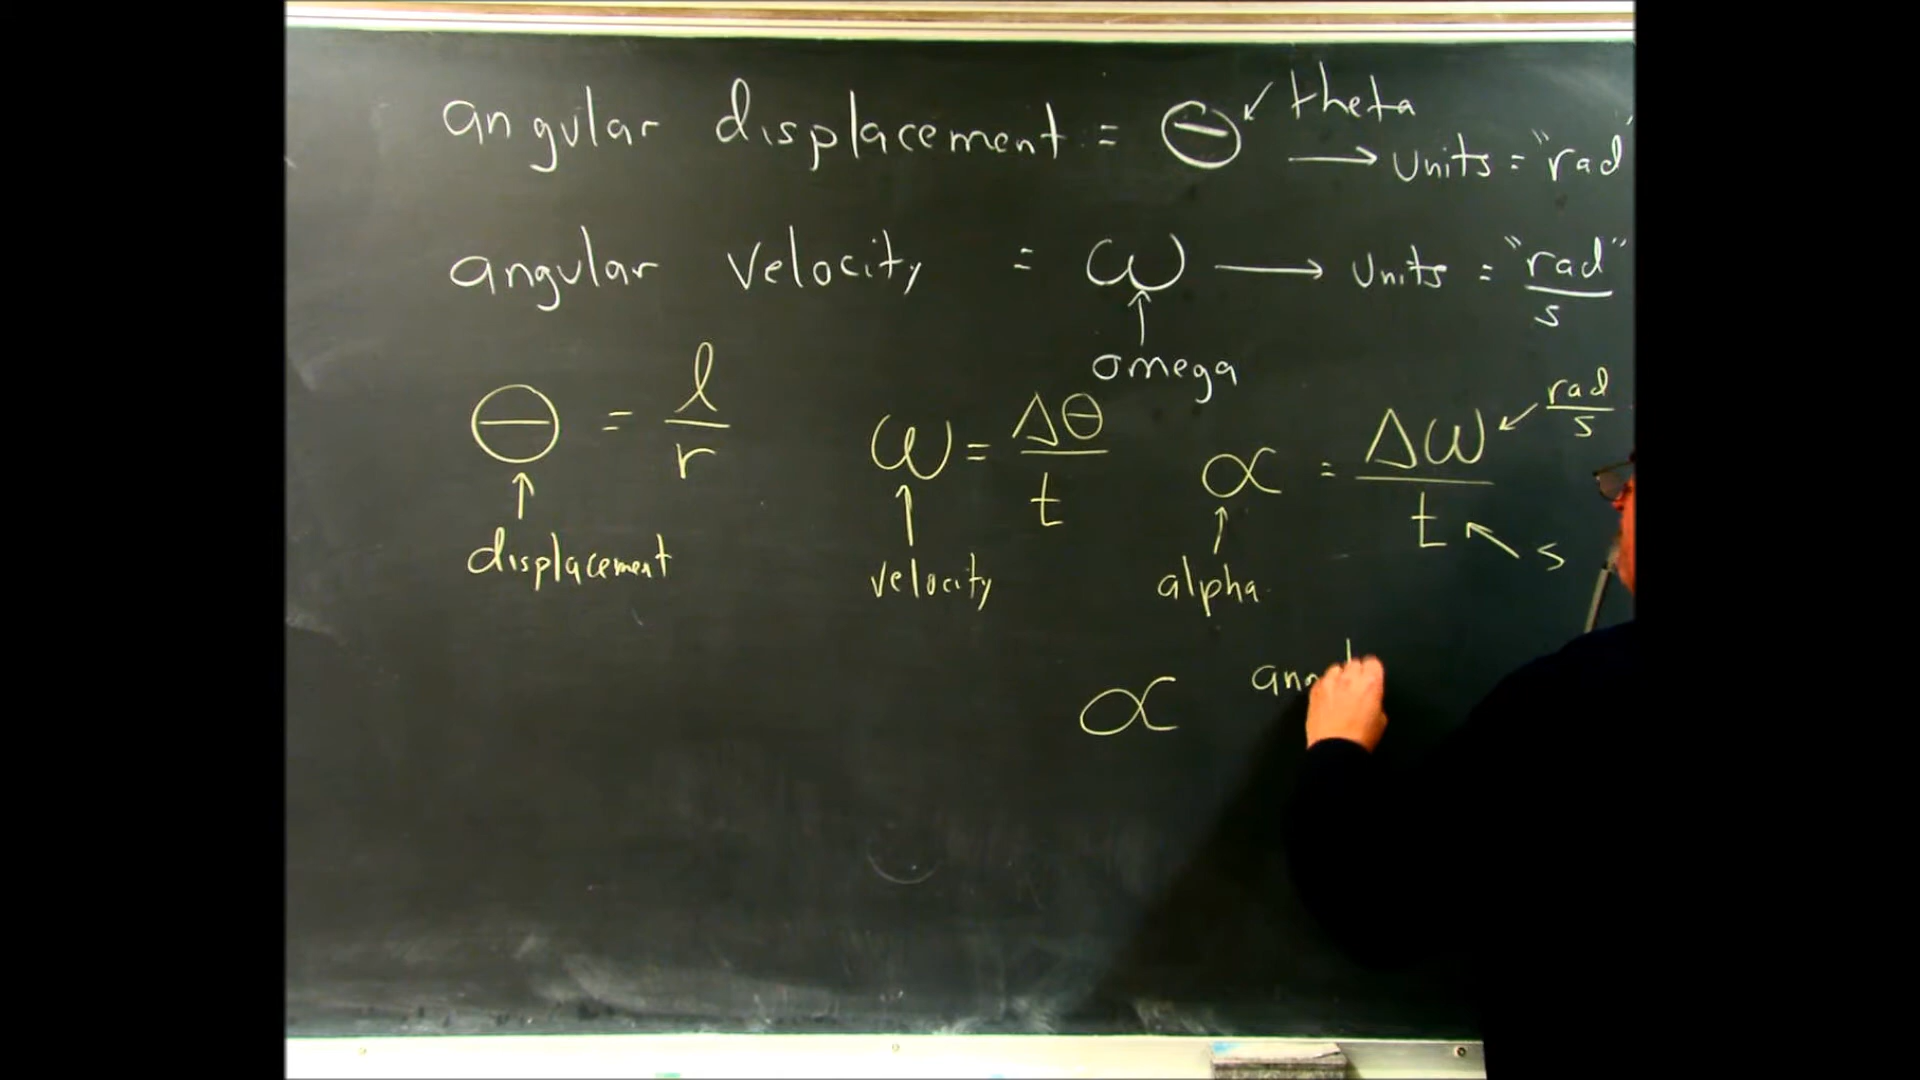 angular displacement = Θ ↙ theta
→ Units = "rad"
angular velocity = ω → Units = "rad"/s
↑
omega
Θ = l/r
↑
displacement
ω = Δθ/t
↑
velocity
α = Δω/t ↙ rad/s
↖ s
↑
alpha
α